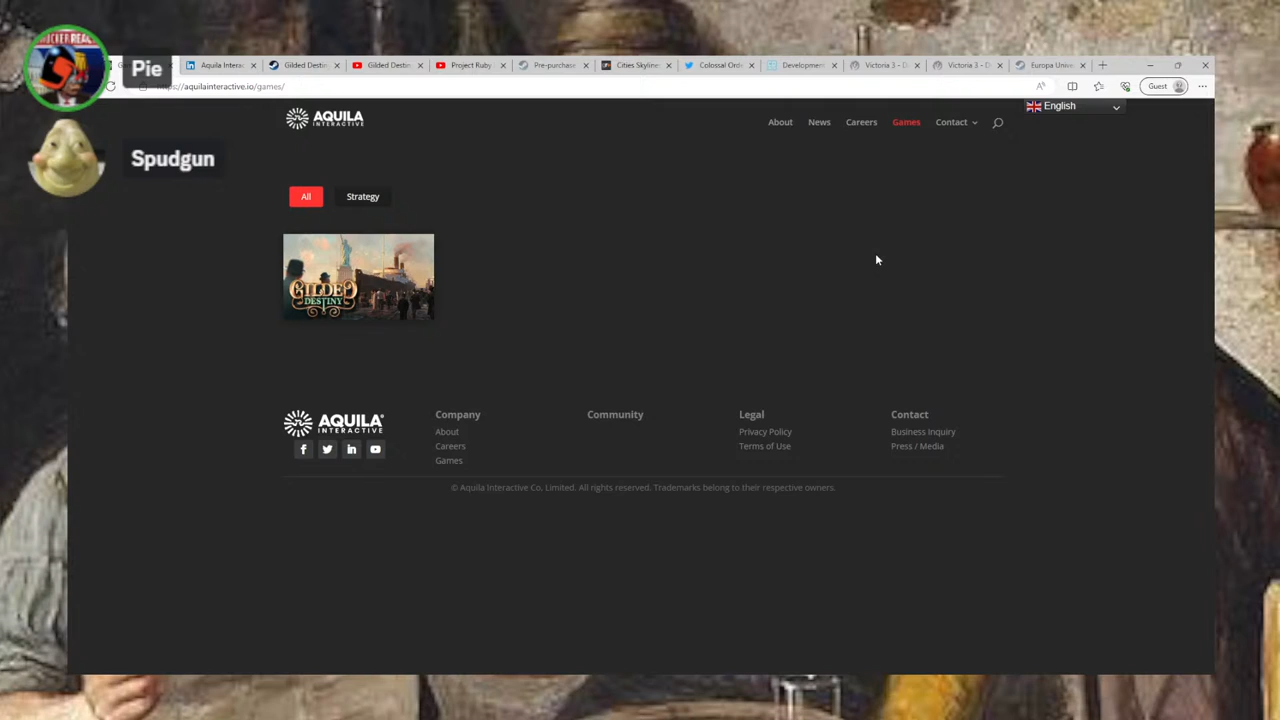 Pie
Spudgun
Aquila Interac
Gilded Destin
Gilded Destin
Project Ruby
Pre-purchase
Cities Skyline
Colossal Ord
Development
Victoria 3 - D
Victoria 3 - D
Europa Unive
https://aquilainteractive.io/games/
Guest
English
AQUILA
INTERACTIVE
About
News
Careers
Games
Contact
All
Strategy
GILDED
DESTINY
AQUILA
INTERACTIVE
Company
About
Careers
Games
Community
Legal
Privacy Policy
Terms of Use
Contact
Business Inquiry
Press / Media
© Aquila Interactive Co. Limited. All rights reserved. Trademarks belong to their respective owners.